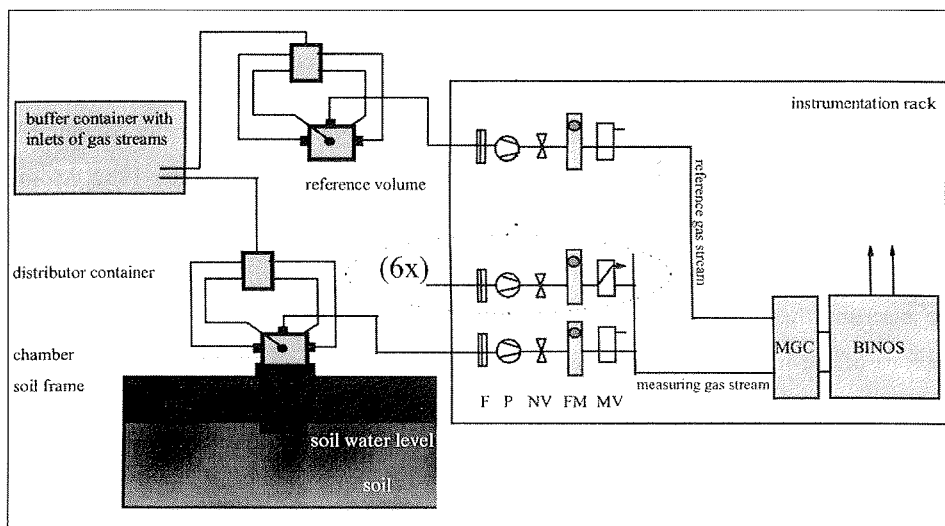 buffer container with
inlets of gas streams
instrumentation rack
reference volume
reference gas stream
distributor container
(6x)
chamber
soil frame
MGC
BINOS
measuring gas stream
F P NV FM MV
soil water level
soil